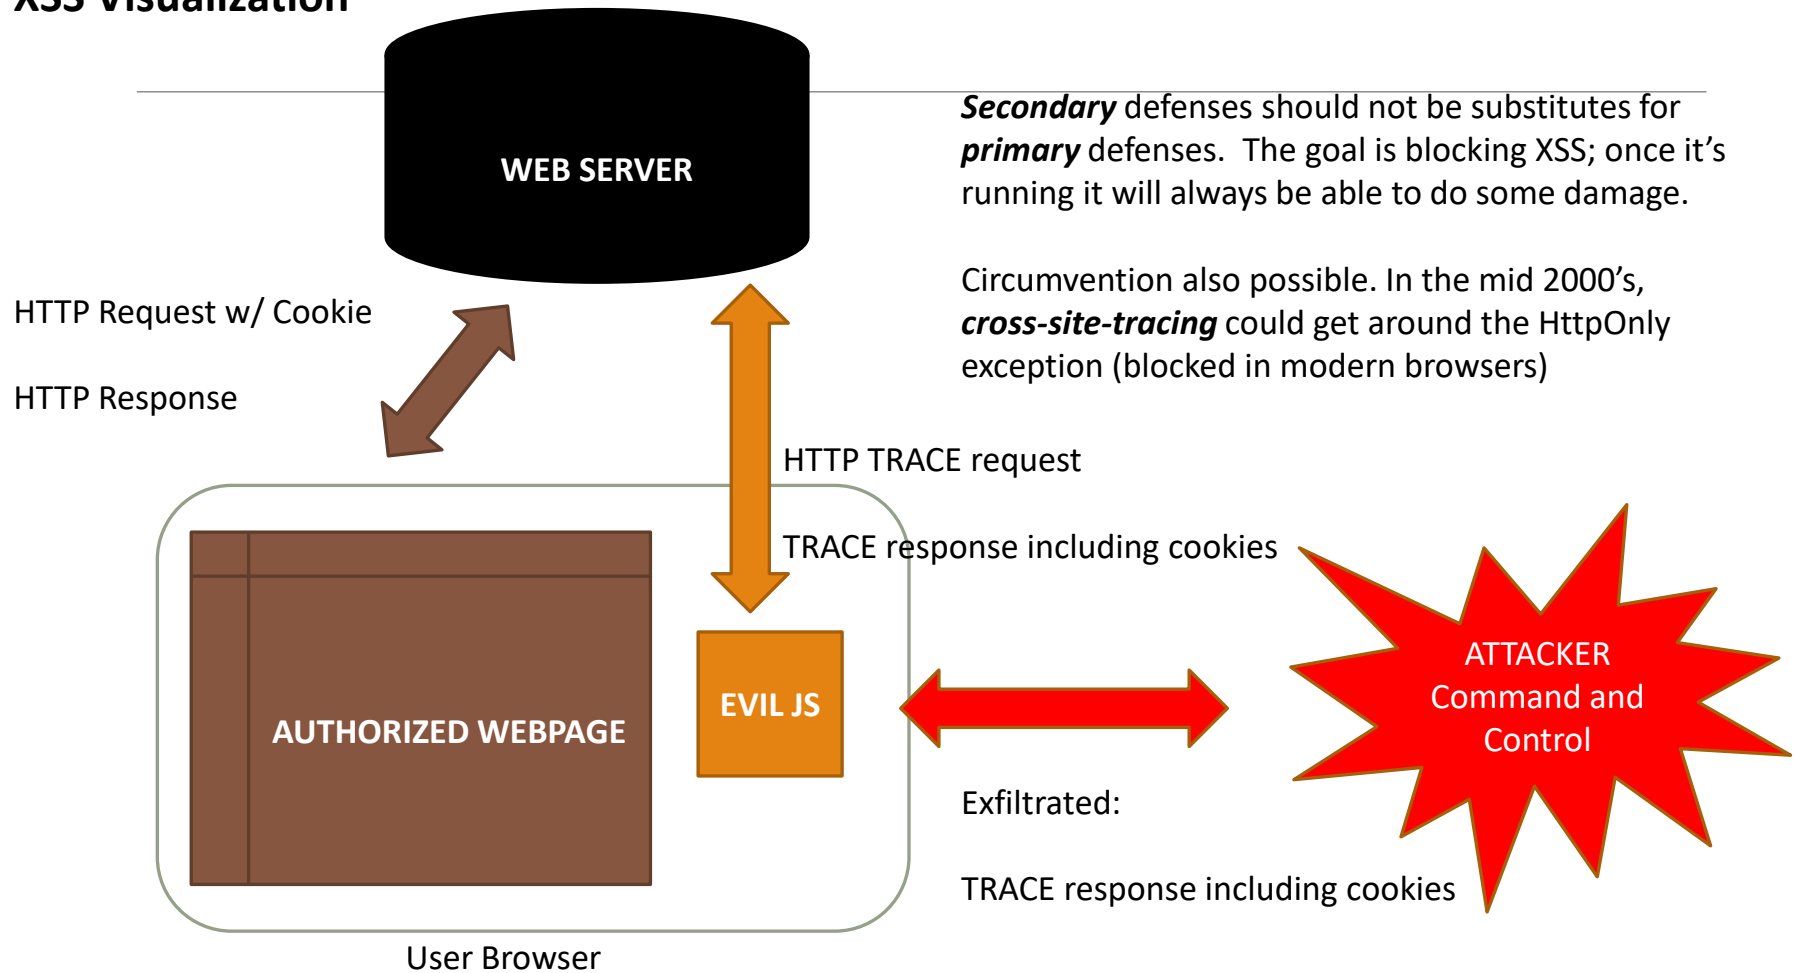 XSS Visualization
WEB SERVER
Secondary defenses should not be substitutes for
primary defenses.  The goal is blocking XSS; once it’s
running it will always be able to do some damage.
Circumvention also possible. In the mid 2000’s,
cross-site-tracing could get around the HttpOnly
exception (blocked in modern browsers)
HTTP Request w/ Cookie
HTTP Response
HTTP TRACE request
TRACE response including cookies
AUTHORIZED WEBPAGE
EVIL JS
ATTACKER
Command and
Control
Exfiltrated:
TRACE response including cookies
User Browser